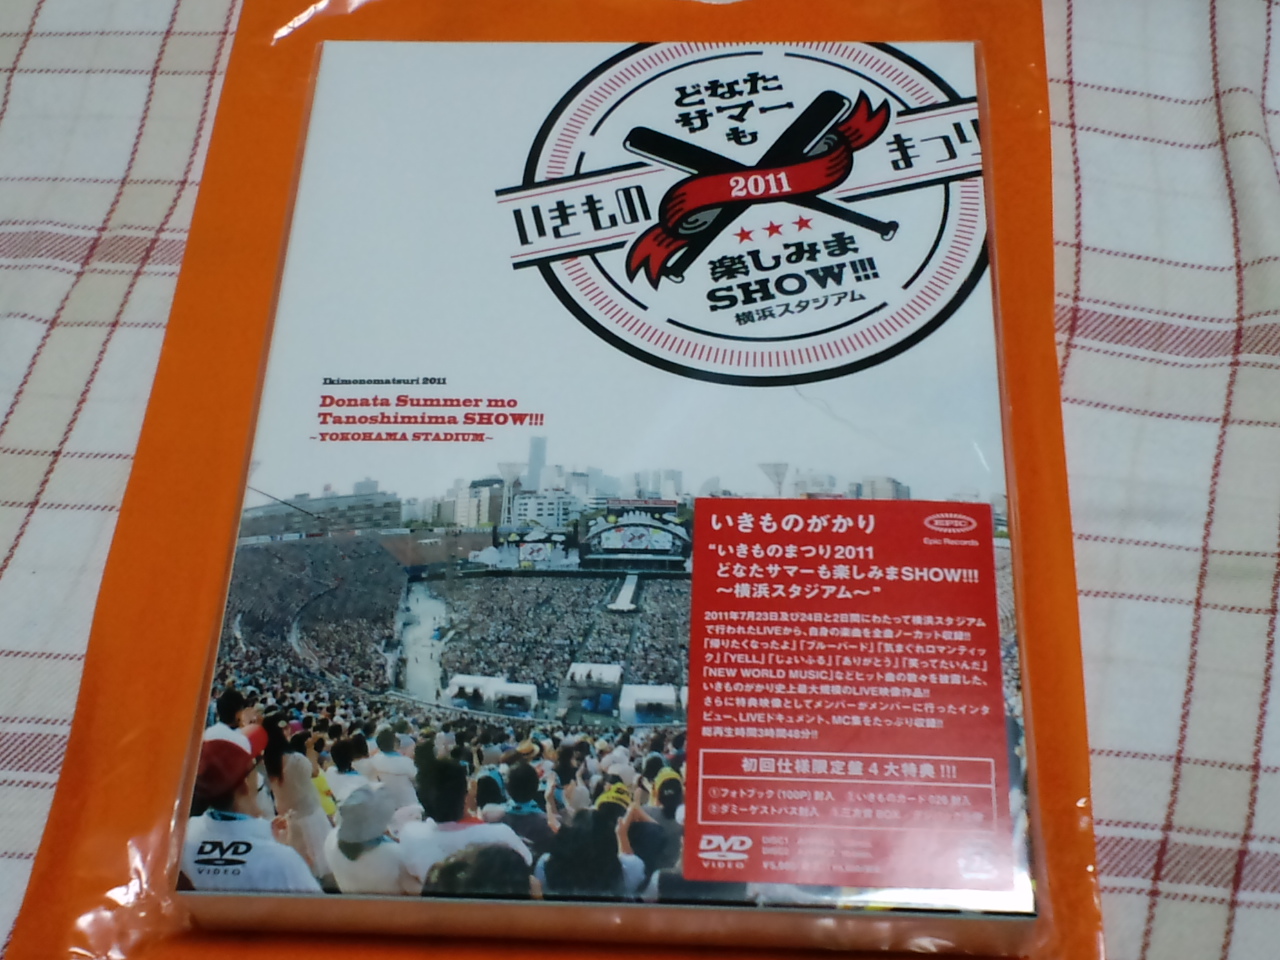 どなた
サマー
も
いきもの
まつり
2011
楽しみま
SHOW!!!
横浜スタジアム
Ikimonomatsuri 2011
Donata Summer mo
Tanoshimima SHOW!!!
~YOKOHAMA STADIUM~
いきものがかり
EPIC
Epic Records
"いきものまつり2011
どなたサマーも楽しみまSHOW!!!
～横浜スタジアム～"
2011年7月23日及び24日と2日間にわたって横浜スタジアム
で行われたLIVEから、自身の楽曲を全曲ノーカット収録!!
「帰りたくなったよ」「ブルーバード」「気まぐれロマンティッ
ク」「YELL」「じょいふる」「ありがとう」「笑ってたいんだ」
「NEW WORLD MUSIC」などヒット曲の数々を披露した、
いきものがかり史上最大規模のLIVE映像作品!!
さらに特典映像としてメンバーがメンバーに行ったインタ
ビュー、LIVEドキュメント、MC集をたっぷり収録!!
総再生時間3時間48分!!
初回仕様限定盤4大特典!!!
①フォトブック(100P)封入 いきものカード 026 封入
②ダミーゲストパス封入 三方背 BOX
DVD
VIDEO
DVD
VIDEO
DISC1